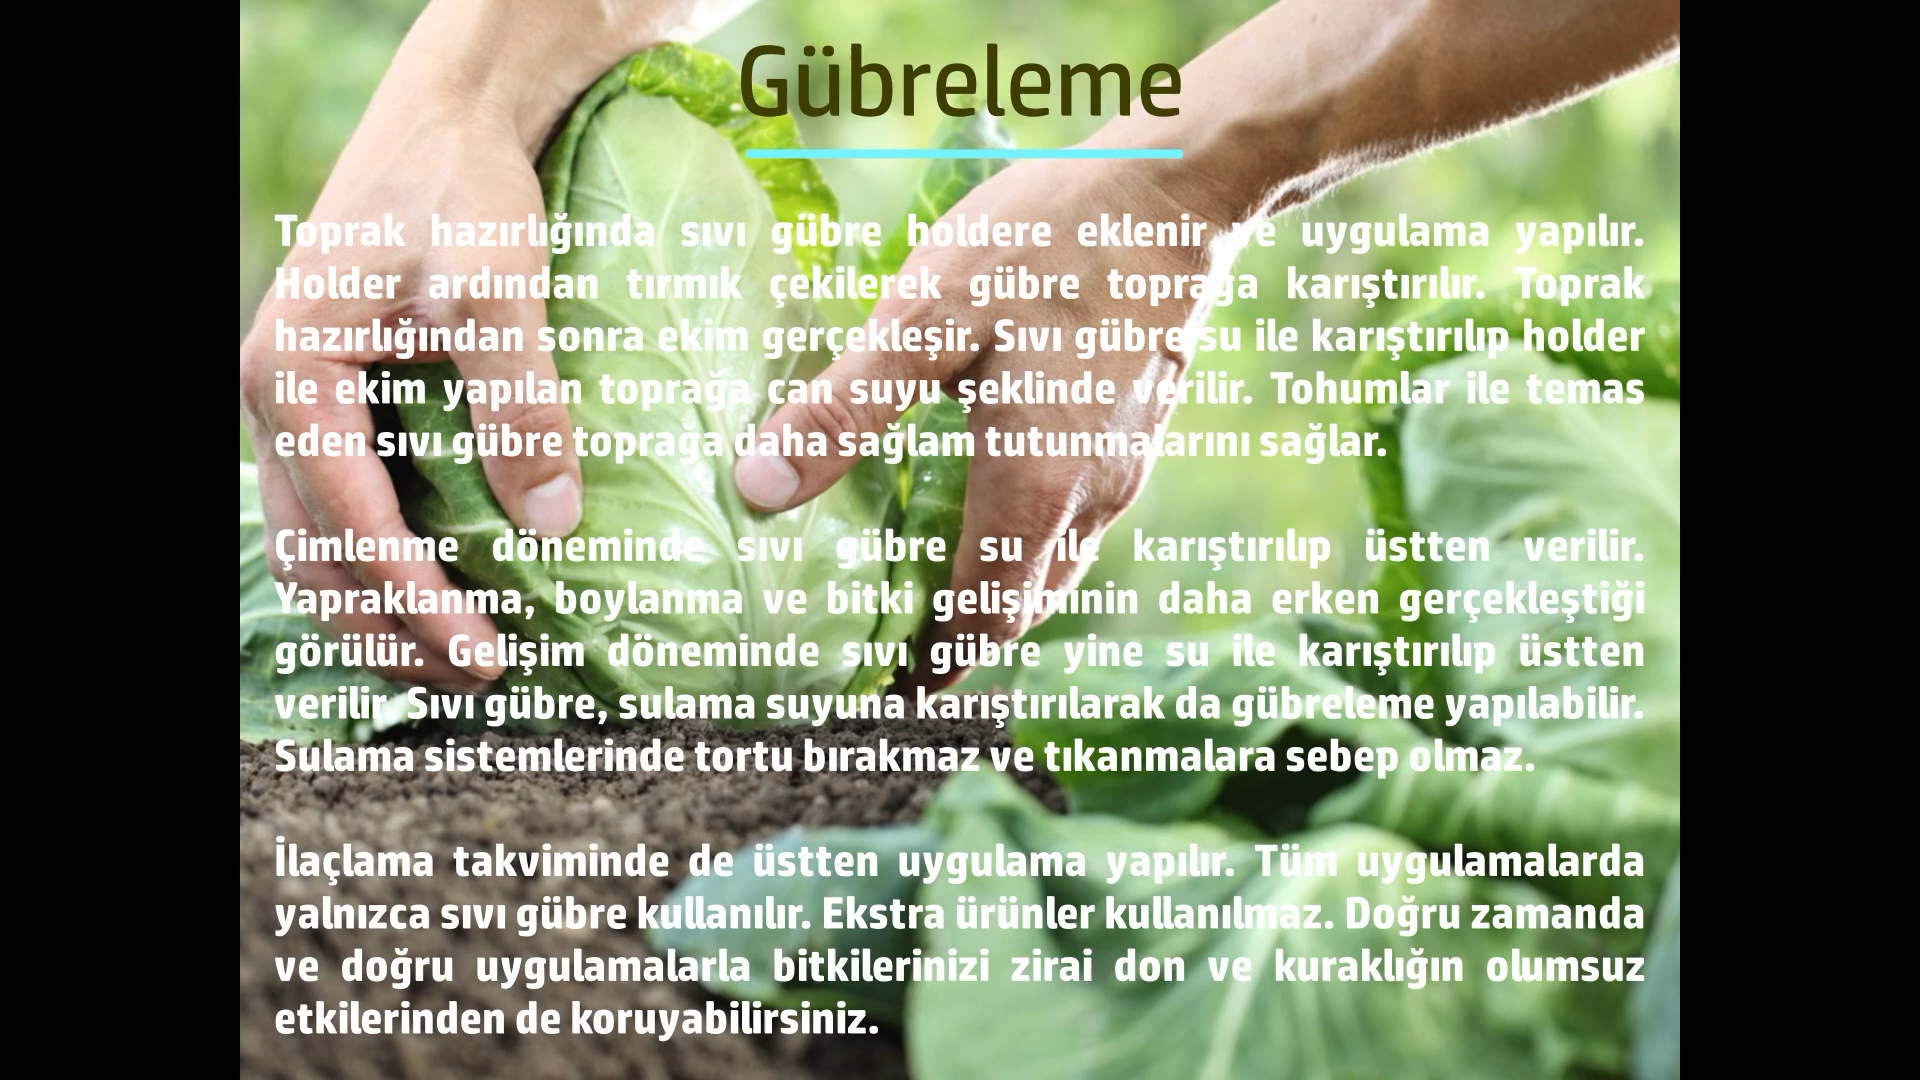 Gübreleme
Toprak hazırlığında sıvı gübre holdere eklenir ve uygulama yapılır.
Holder ardından tırmık çekilerek gübre toprağa karıştırılır. Toprak
hazırlığından sonra ekim gerçekleşir. Sıvı gübre su ile karıştırılıp holder
ile ekim yapılan toprağa can suyu şeklinde verilir. Tohumlar ile temas
eden sıvı gübre toprağa daha sağlam tutunmalarını sağlar.
Çimlenme döneminde sıvı gübre su ile karıştırılıp üstten verilir.
Yapraklanma, boylanma ve bitki gelişiminin daha erken gerçekleştiği
görülür. Gelişim döneminde sıvı gübre yine su ile karıştırılıp üstten
verilir. Sıvı gübre, sulama suyuna karıştırılarak da gübreleme yapılabilir.
Sulama sistemlerinde tortu bırakmaz ve tıkanmalara sebep olmaz.
İlaçlama takviminde de üstten uygulama yapılır. Tüm uygulamalarda
yalnızca sıvı gübre kullanılır. Ekstra ürünler kullanılmaz. Doğru zamanda
ve doğru uygulamalarla bitkilerinizi zirai don ve kuraklığın olumsuz
etkilerinden de koruyabilirsiniz.